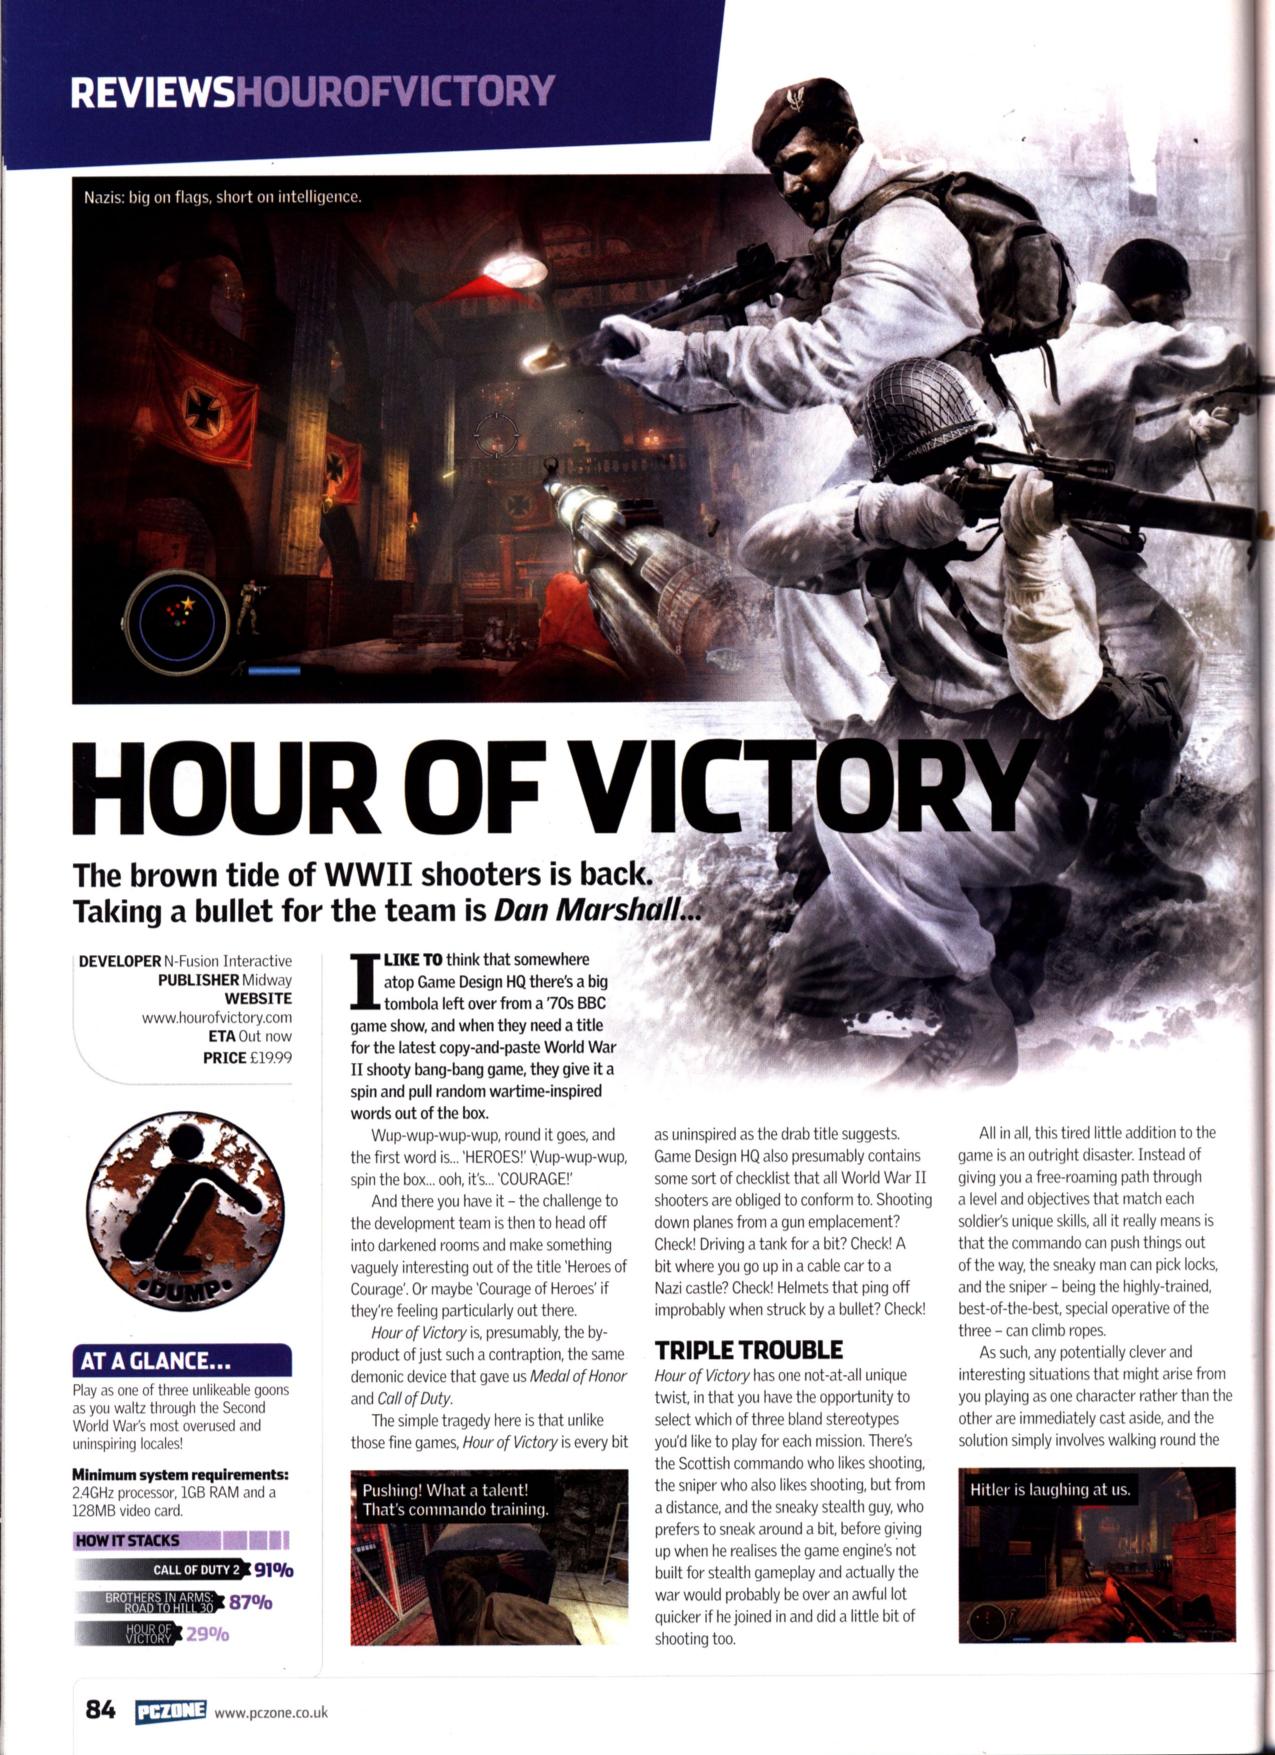 REVIEWSHOUROFVICTORY
Nazis: big on flags, short on intelligence.
HOUR OF VICTORY
The brown tide of WWII shooters is back.
Taking a bullet for the team is Dan Marshall...
DEVELOPER N-Fusion Interactive
PUBLISHER Midway
WEBSITE
www.hourofvictory.com
ETA Out now
PRICE £19.99
•DUMP•
AT A GLANCE...
Play as one of three unlikeable goons
as you waltz through the Second
World War's most overused and
uninspiring locales!
Minimum system requirements:
2.4GHz processor, 1GB RAM and a
128MB video card.
HOW IT STACKS
CALL OF DUTY 2 91%
BROTHERS IN ARMS:
ROAD TO HILL 30 87%
HOUR OF
VICTORY 29%
I LIKE TO think that somewhere
atop Game Design HQ there's a big
tombola left over from a '70s BBC
game show, and when they need a title
for the latest copy-and-paste World War
II shooty bang-bang game, they give it a
spin and pull random wartime-inspired
words out of the box.
Wup-wup-wup-wup, round it goes, and
the first word is... 'HEROES!' Wup-wup-wup,
spin the box... ooh, it's... 'COURAGE!'
And there you have it – the challenge to
the development team is then to head off
into darkened rooms and make something
vaguely interesting out of the title 'Heroes of
Courage'. Or maybe 'Courage of Heroes' if
they're feeling particularly out there.
Hour of Victory is, presumably, the by-
product of just such a contraption, the same
demonic device that gave us Medal of Honor
and Call of Duty.
The simple tragedy here is that unlike
those fine games, Hour of Victory is every bit
Pushing! What a talent!
That's commando training.
as uninspired as the drab title suggests.
Game Design HQ also presumably contains
some sort of checklist that all World War II
shooters are obliged to conform to. Shooting
down planes from a gun emplacement?
Check! Driving a tank for a bit? Check! A
bit where you go up in a cable car to a
Nazi castle? Check! Helmets that ping off
improbably when struck by a bullet? Check!
TRIPLE TROUBLE
Hour of Victory has one not-at-all unique
twist, in that you have the opportunity to
select which of three bland stereotypes
you'd like to play for each mission. There's
the Scottish commando who likes shooting,
the sniper who also likes shooting, but from
a distance, and the sneaky stealth guy, who
prefers to sneak around a bit, before giving
up when he realises the game engine's not
built for stealth gameplay and actually the
war would probably be over an awful lot
quicker if he joined in and did a little bit of
shooting too.
All in all, this tired little addition to the
game is an outright disaster. Instead of
giving you a free-roaming path through
a level and objectives that match each
soldier's unique skills, all it really means is
that the commando can push things out
of the way, the sneaky man can pick locks,
and the sniper – being the highly-trained,
best-of-the-best, special operative of the
three – can climb ropes.
As such, any potentially clever and
interesting situations that might arise from
you playing as one character rather than the
other are immediately cast aside, and the
solution simply involves walking round the
Hitler is laughing at us.
84 PCZONE www.pczone.co.uk